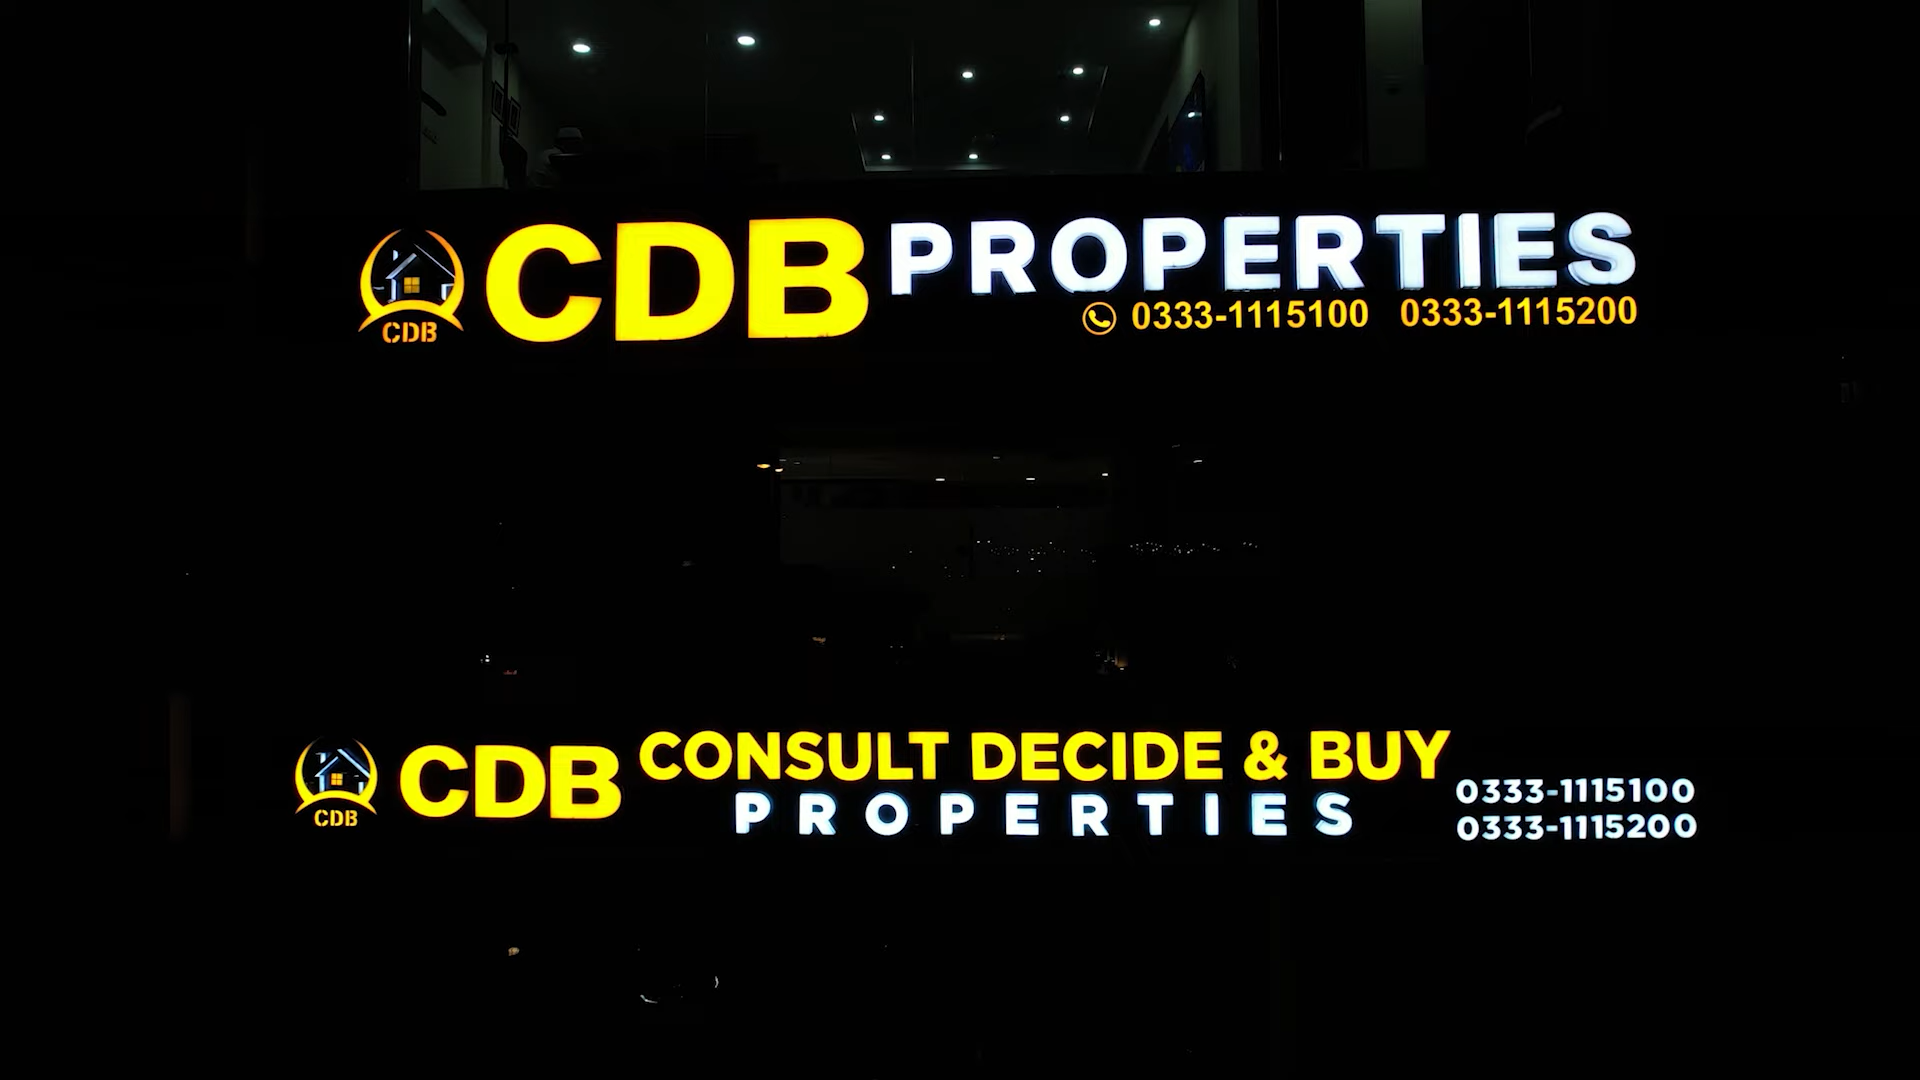 CDB PROPERTIES
CDB
0333-1115100 0333-1115200
CDB CONSULT DECIDE & BUY
PROPERTIES
CDB
0333-1115100
0333-1115200